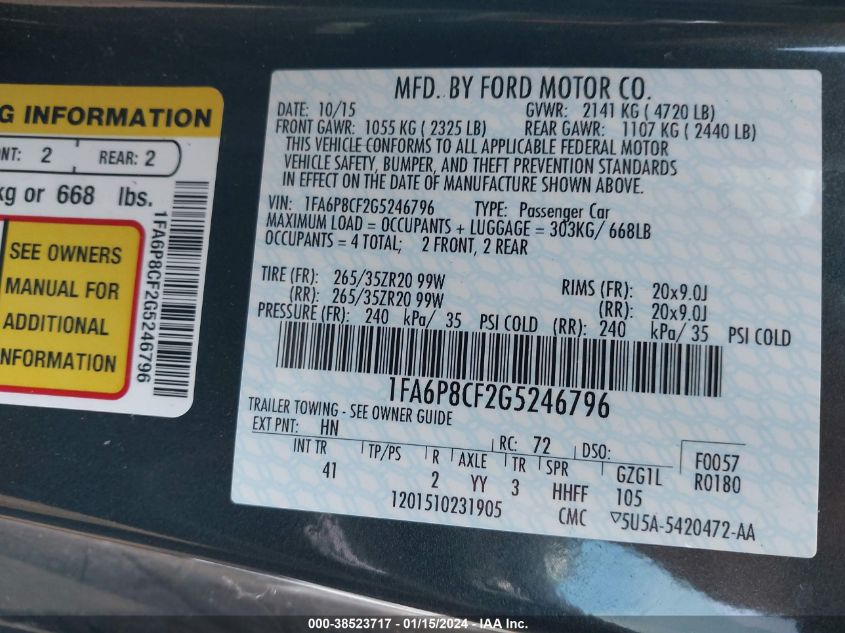 G INFORMATION
NT: 2 REAR: 2
kg or 668 lbs.
SEE OWNERS
MANUAL FOR
ADDITIONAL
INFORMATION
1FA6P8CF2G5246796
MFD. BY FORD MOTOR CO.
DATE: 10/15 GVWR: 2141 KG ( 4720 LB)
FRONT GAWR: 1055 KG ( 2325 LB) REAR GAWR: 1107 KG ( 2440 LB)
THIS VEHICLE CONFORMS TO ALL APPLICABLE FEDERAL MOTOR
VEHICLE SAFETY, BUMPER, AND THEFT PREVENTION STANDARDS
IN EFFECT ON THE DATE OF MANUFACTURE SHOWN ABOVE.
VIN: 1FA6P8CF2G5246796 TYPE: Passenger Car
MAXIMUM LOAD = OCCUPANTS + LUGGAGE = 303KG/ 668LB
OCCUPANTS = 4 TOTAL; 2 FRONT, 2 REAR
TIRE (FR): 265/35ZR20 99W RIMS (FR): 20x9.0J
(RR): 265/35ZR20 99W (RR): 20x9.0J
PRESSURE (FR): 240 kPa/ 35 PSI COLD (RR): 240 kPa/ 35 PSI COLD
1FA6P8CF2G5246796
TRAILER TOWING - SEE OWNER GUIDE
EXT PNT: HN RC: 72 DSO: F0057
INT TR TP/PS R AXLE TR SPR GZG1L R0180
41 2 YY 3 HHFF 105
1201510231905 CMC ▽5U5A-5420472-AA
000-38523717 - 01/15/2024 - IAAI.COM